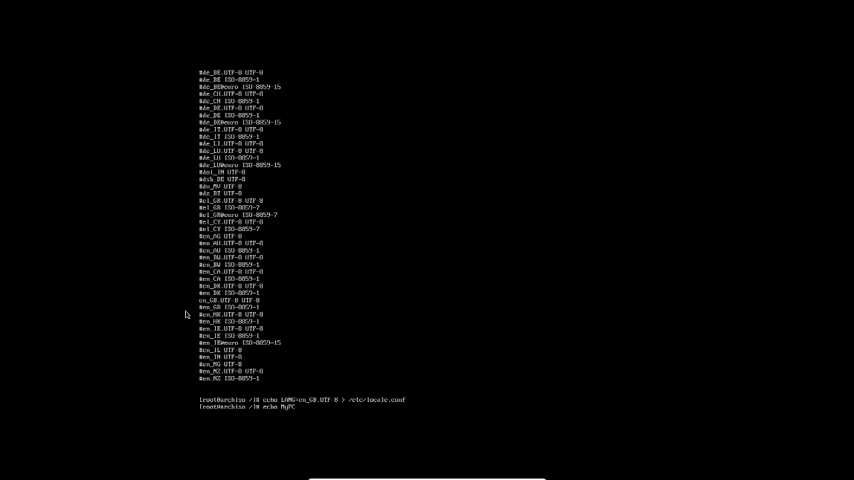 #de_BE.UTF-8 UTF-8
#de_BE ISO-8859-1
#de_BE@euro ISO-8859-15
#de_CH.UTF-8 UTF-8
#de_CH ISO-8859-1
#de_DE.UTF-8 UTF-8
#de_DE ISO-8859-1
#de_DE@euro ISO-8859-15
#de_IT.UTF-8 UTF-8
#de_IT ISO-8859-1
#de_LI.UTF-8 UTF-8
#de_LU.UTF-8 UTF-8
#de_LU ISO-8859-1
#de_LU@euro ISO-8859-15
#doi_IN UTF-8
#dsb_DE UTF-8
#dv_MV UTF-8
#dz_BT UTF-8
#el_GR.UTF-8 UTF-8
#el_GR ISO-8859-7
#el_GR@euro ISO-8859-7
#el_CY.UTF-8 UTF-8
#el_CY ISO-8859-7
#en_AG UTF-8
#en_AU.UTF-8 UTF-8
#en_AU ISO-8859-1
#en_BW.UTF-8 UTF-8
#en_BW ISO-8859-1
#en_CA.UTF-8 UTF-8
#en_CA ISO-8859-1
#en_DK.UTF-8 UTF-8
#en_DK ISO-8859-1
en_GB.UTF-8 UTF-8
#en_GB ISO-8859-1
#en_HK.UTF-8 UTF-8
#en_HK ISO-8859-1
#en_IE.UTF-8 UTF-8
#en_IE ISO-8859-1
#en_IE@euro ISO-8859-15
#en_IL UTF-8
#en_IN UTF-8
#en_NG UTF-8
#en_NZ.UTF-8 UTF-8
#en_NZ ISO-8859-1
[root@archiso /]# echo LANG=en_GB.UTF-8 > /etc/locale.conf
[root@archiso /]# echo MyPC